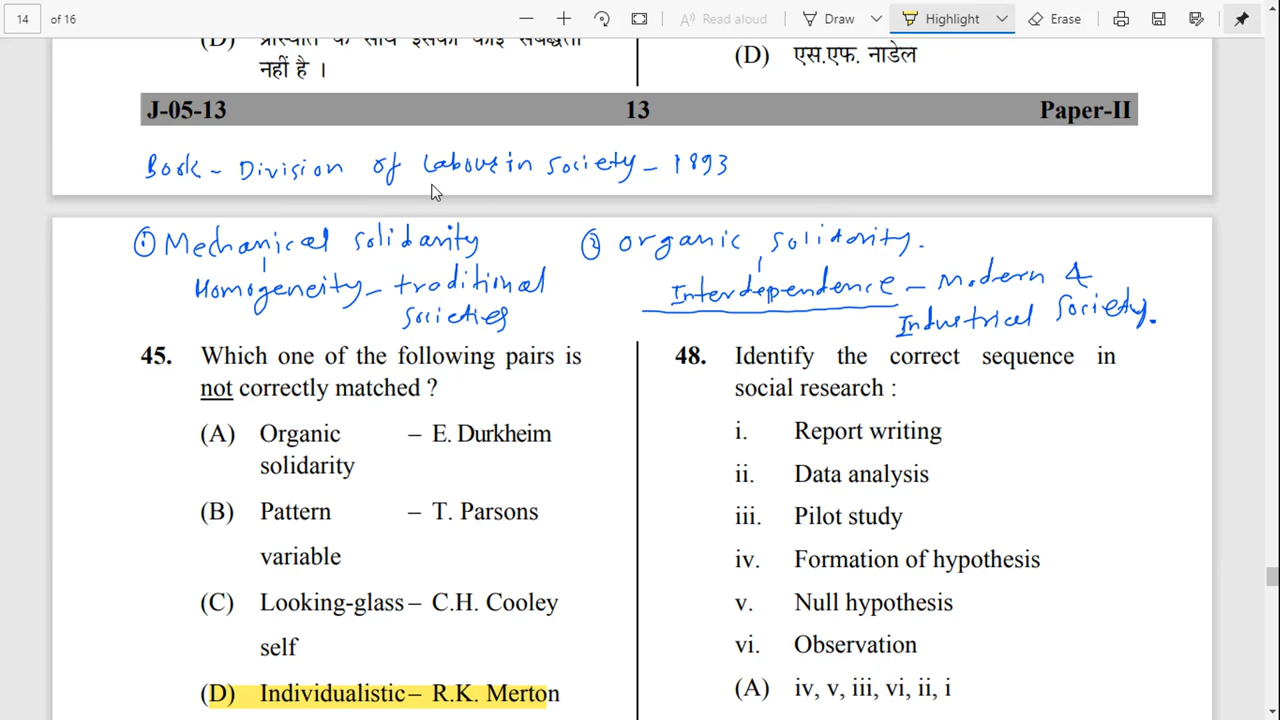 14 of 16 Read aloud Draw Highlight Erase
(D) प्रास्थिति के साथ इसकी कोई संबद्धता
नहीं है ।
(D) एस.एफ. नाडेल
J-05-13 13 Paper-II
Book - Division of Labour in Society - 1893
① Mechanical solidarity
Homogeneity - traditional
societies
② Organic solidarity.
Interdependence - Modern &
Industrial Society.
45. Which one of the following pairs is
not correctly matched ?
(A) Organic – E. Durkheim
solidarity
(B) Pattern – T. Parsons
variable
(C) Looking-glass – C.H. Cooley
self
(D) Individualistic – R.K. Merton
48. Identify the correct sequence in
social research :
i. Report writing
ii. Data analysis
iii. Pilot study
iv. Formation of hypothesis
v. Null hypothesis
vi. Observation
(A) iv, v, iii, vi, ii, i